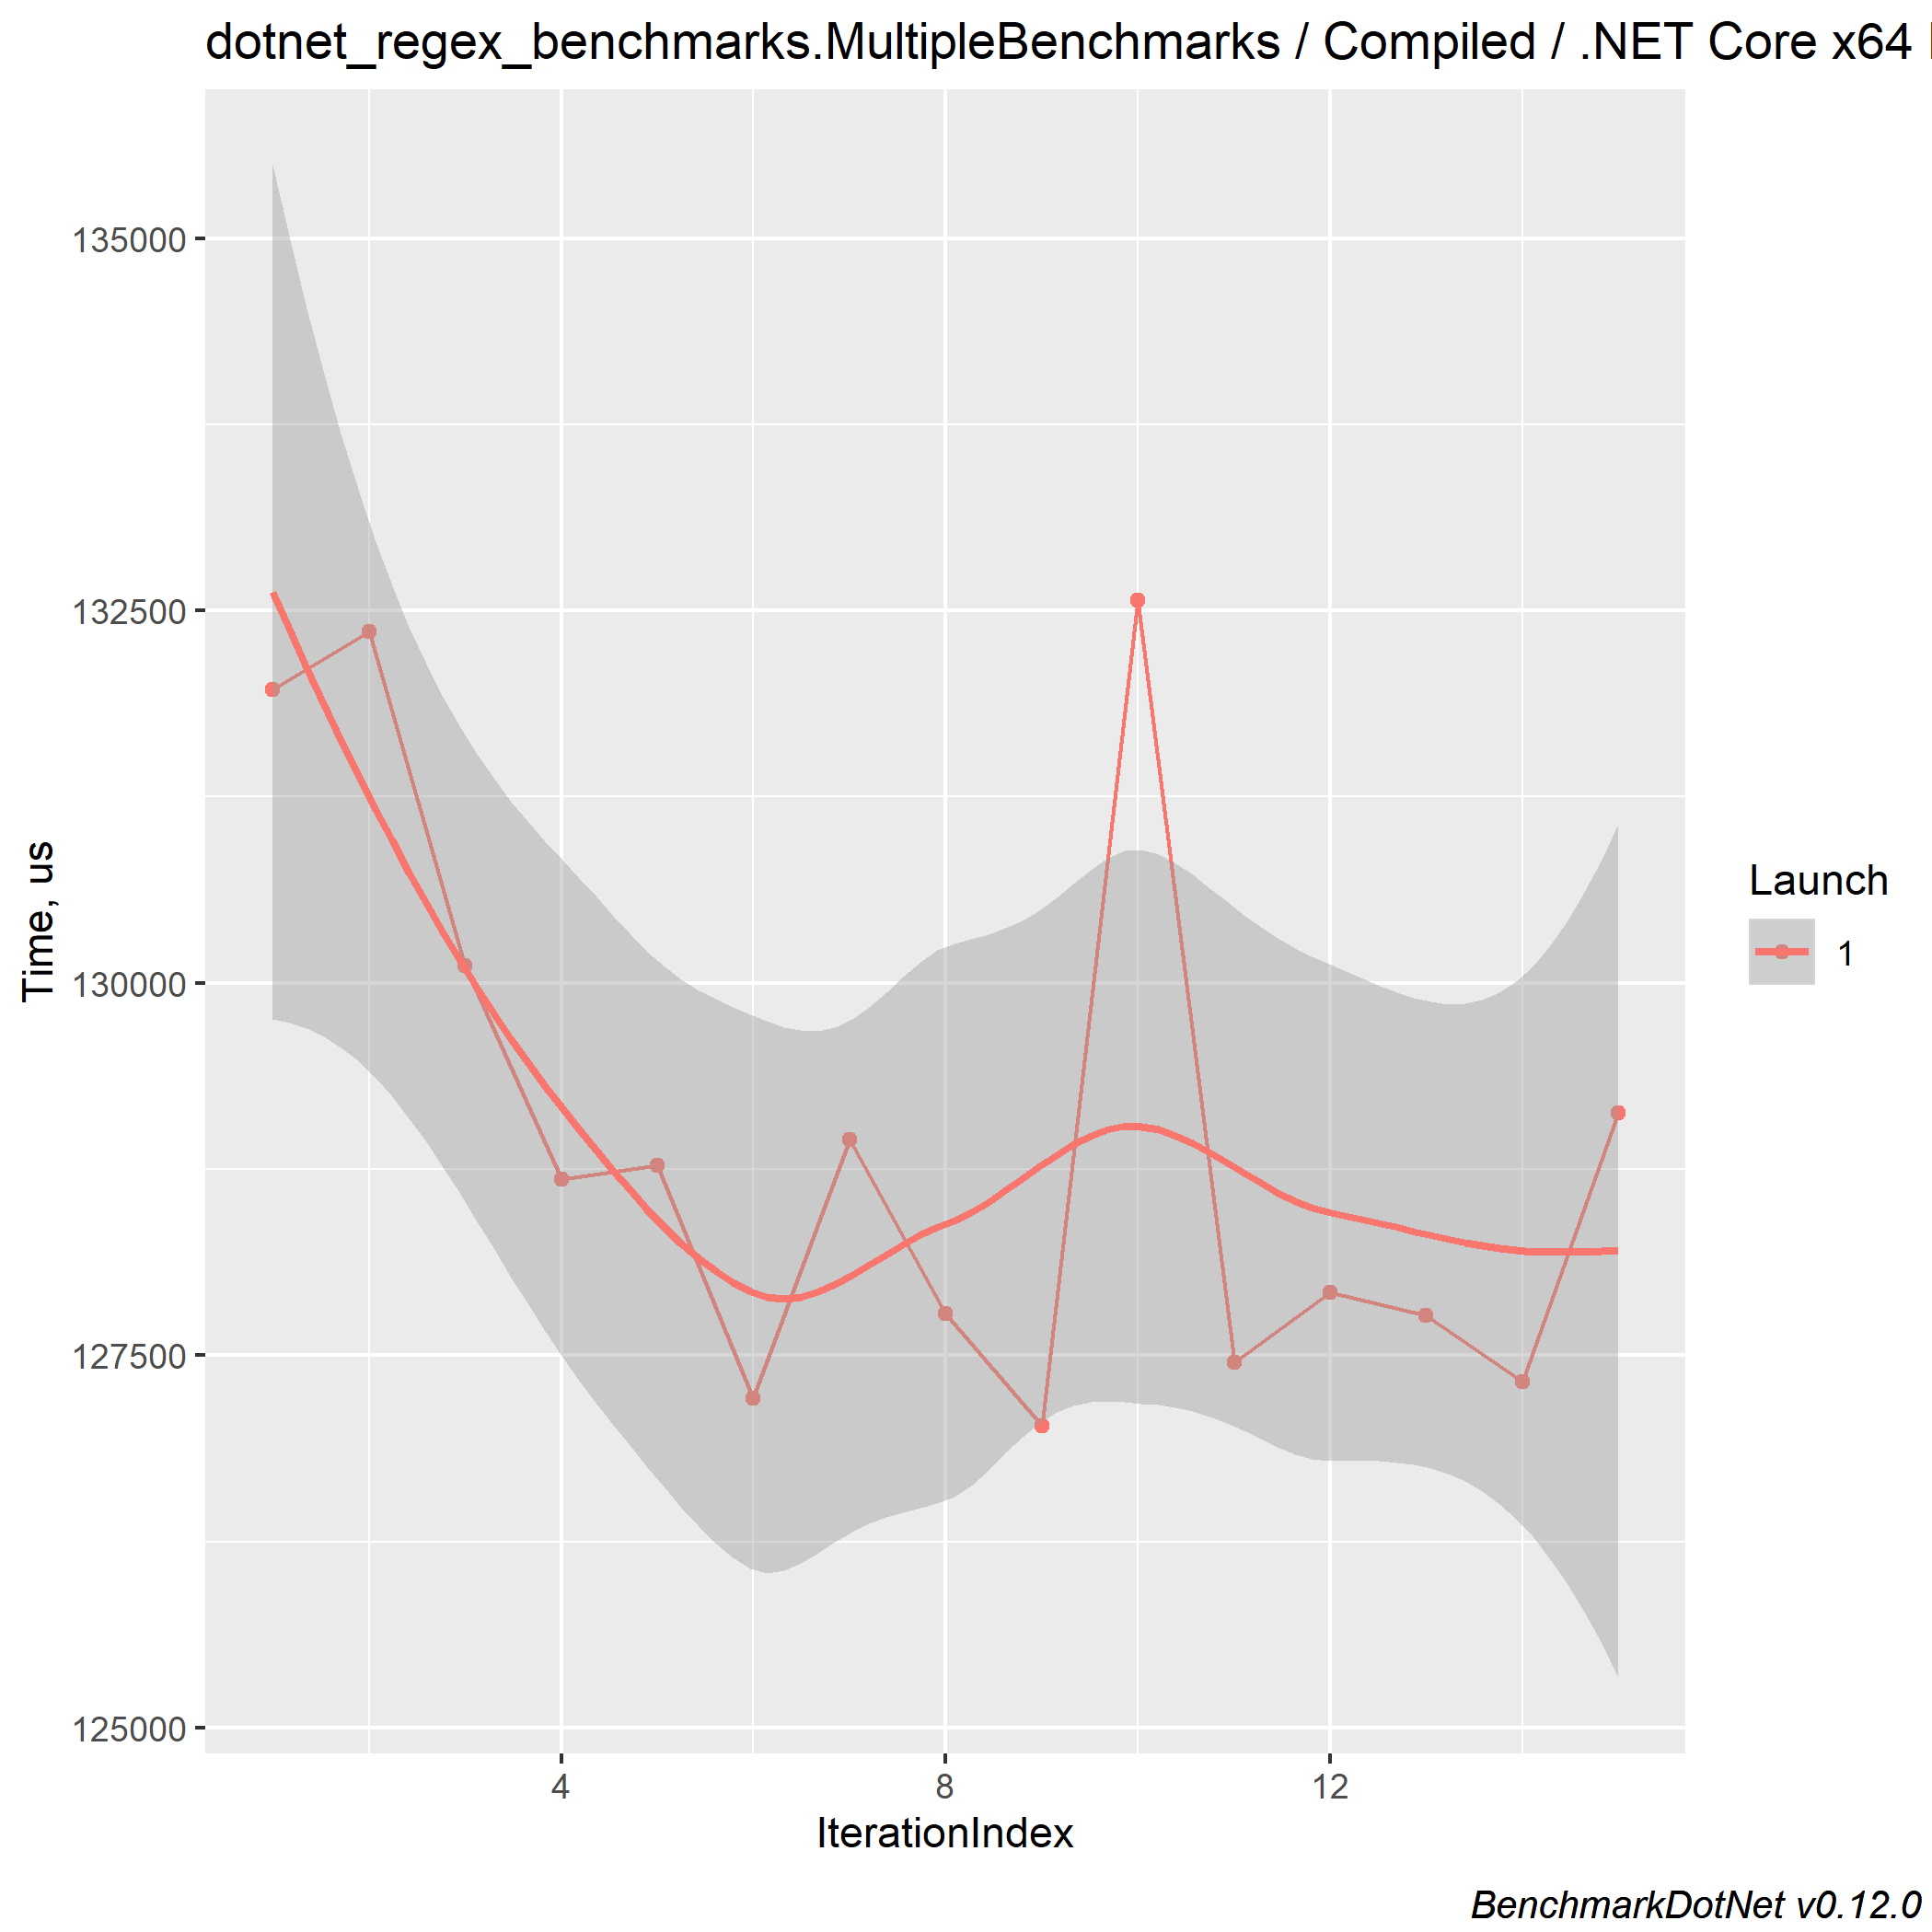 dotnet_regex_benchmarks.MultipleBenchmarks / Compiled / .NET Core x64
135000
132500
130000
127500
125000
Time, us
4 8 12
IterationIndex
Launch
1
BenchmarkDotNet v0.12.0